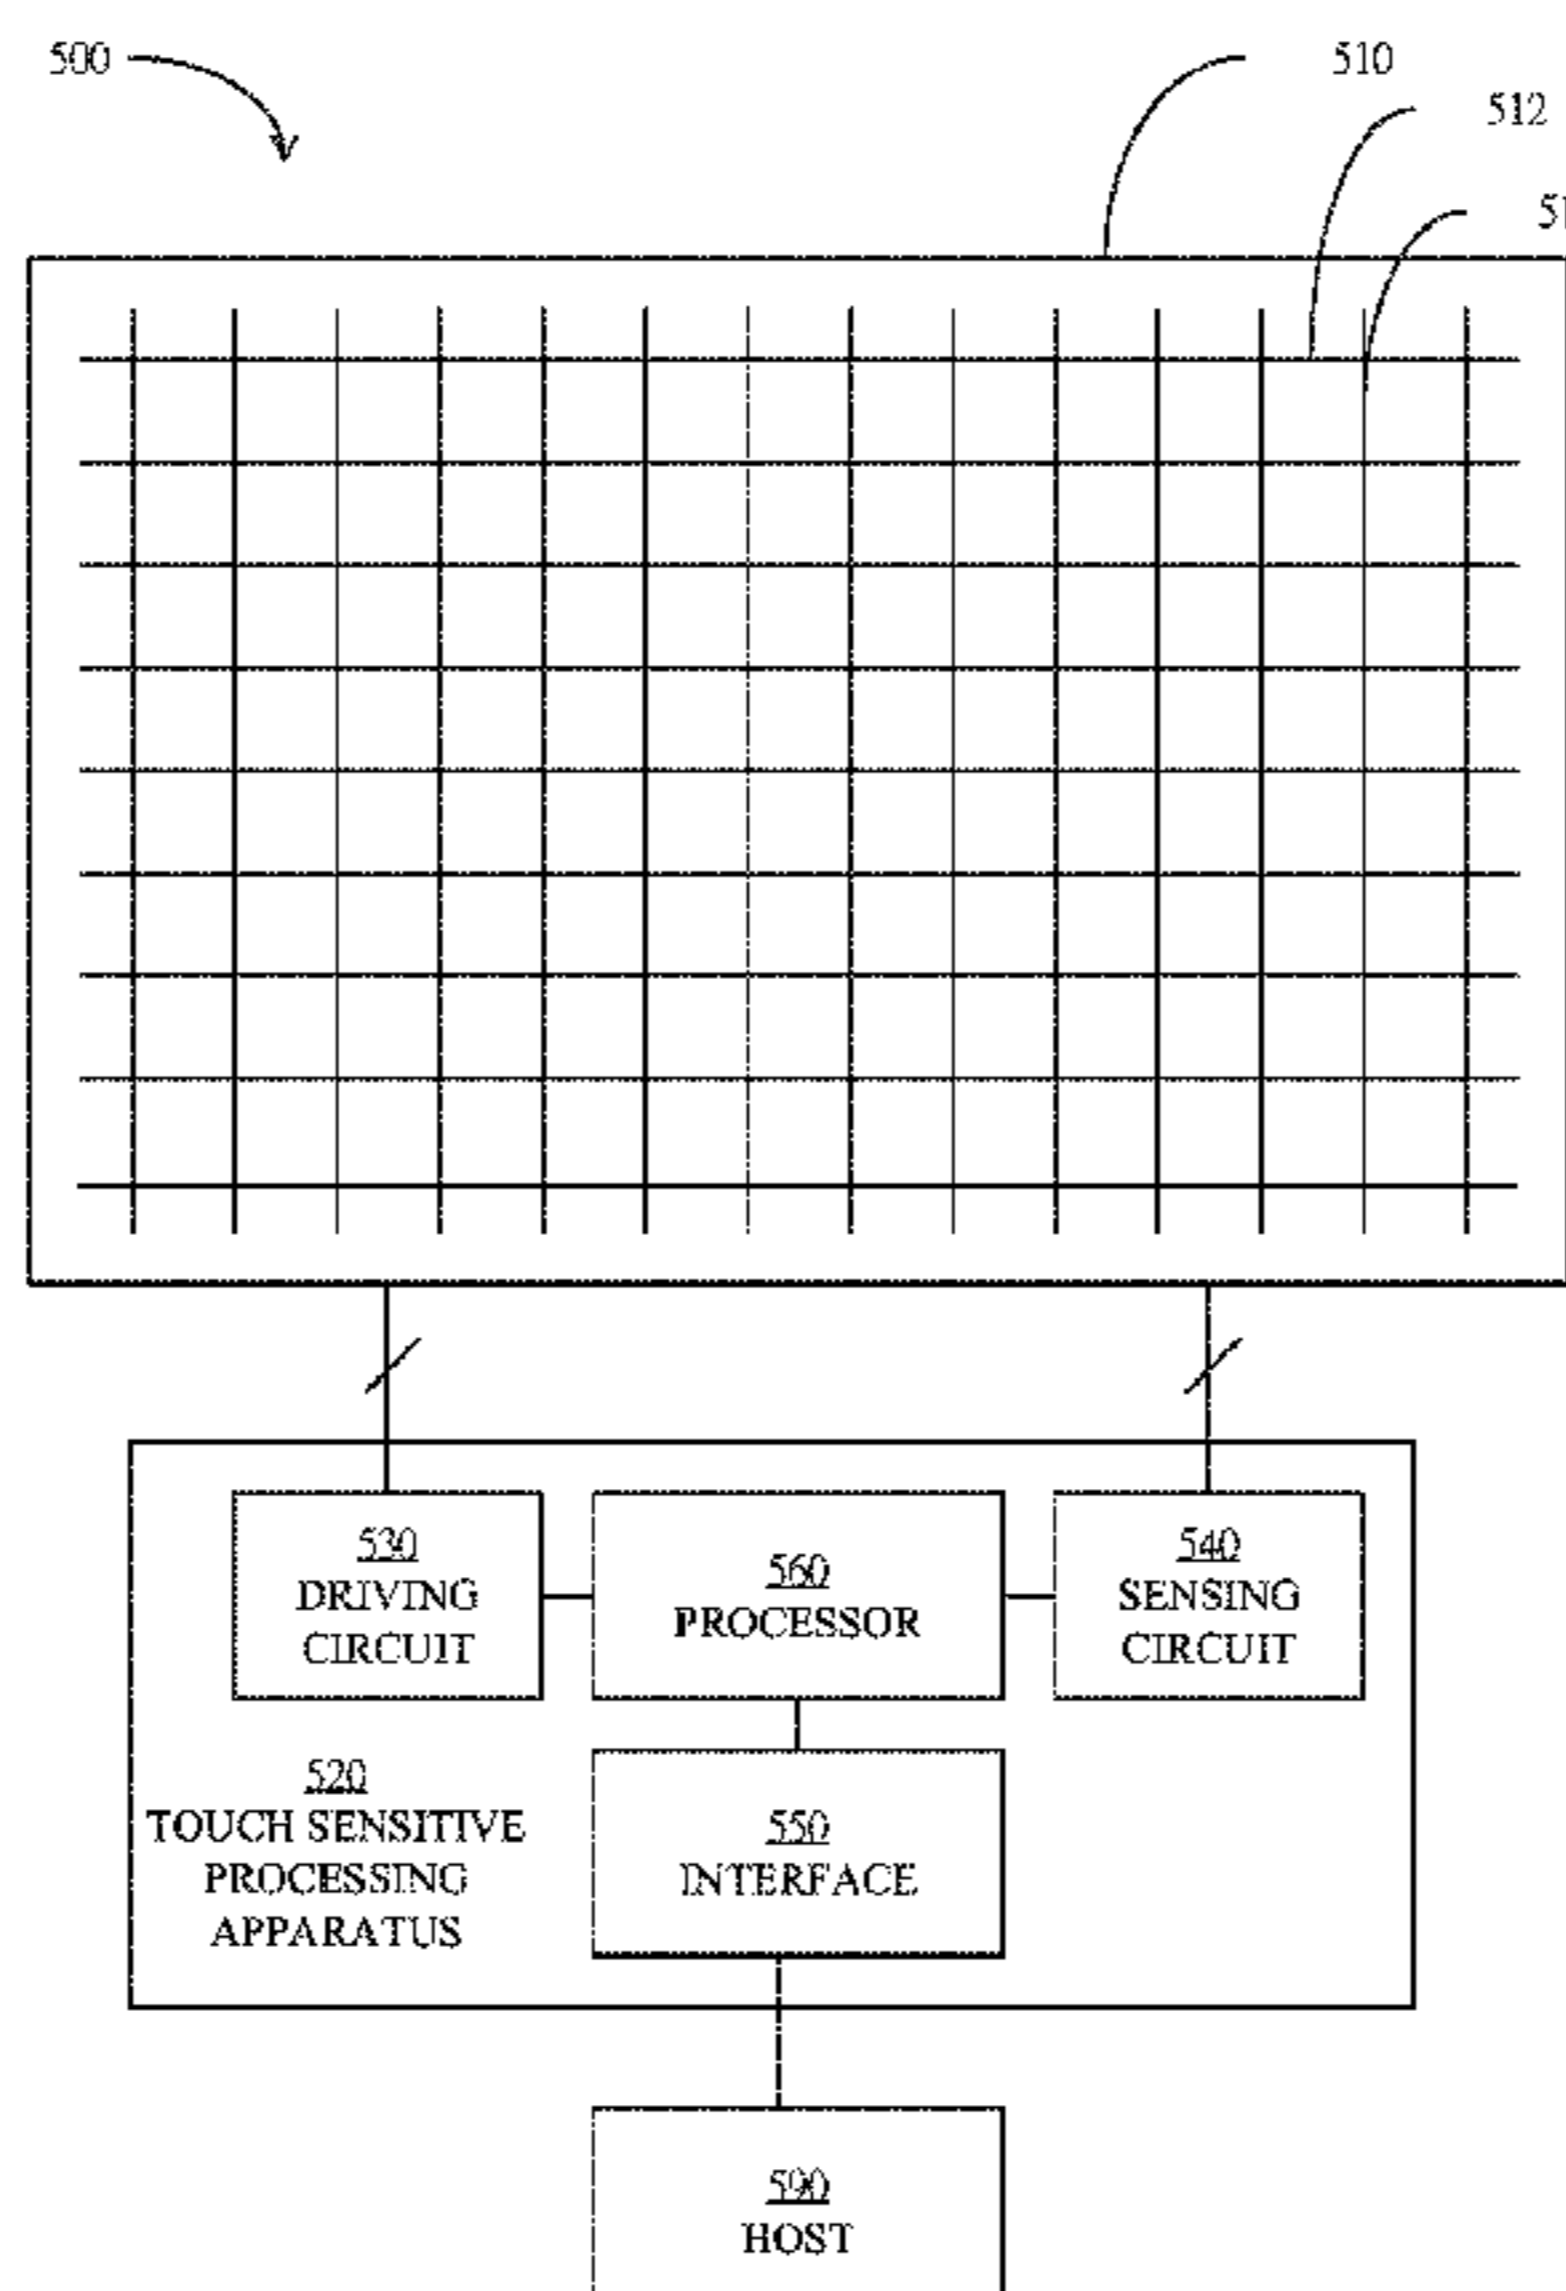 500
510
512
530
DRIVING
CIRCUIT
560
PROCESSOR
540
SENSING
CIRCUIT
520
TOUCH SENSITIVE
PROCESSING
APPARATUS
550
INTERFACE
590
HOST